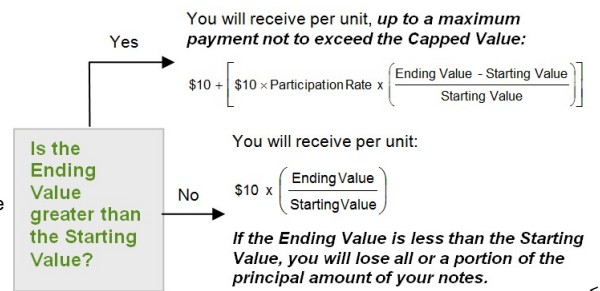 You will receive per unit, up to a maximum
Yes
payment not to exceed the Capped Value:
$10 + [ $10 × Participation Rate x ( Ending Value - Starting Value / Starting Value ) ]
Is the
Ending
Value
greater than
the Starting
Value?
No
You will receive per unit:
$10 x ( Ending Value / Starting Value )
If the Ending Value is less than the Starting
Value, you will lose all or a portion of the
principal amount of your notes.